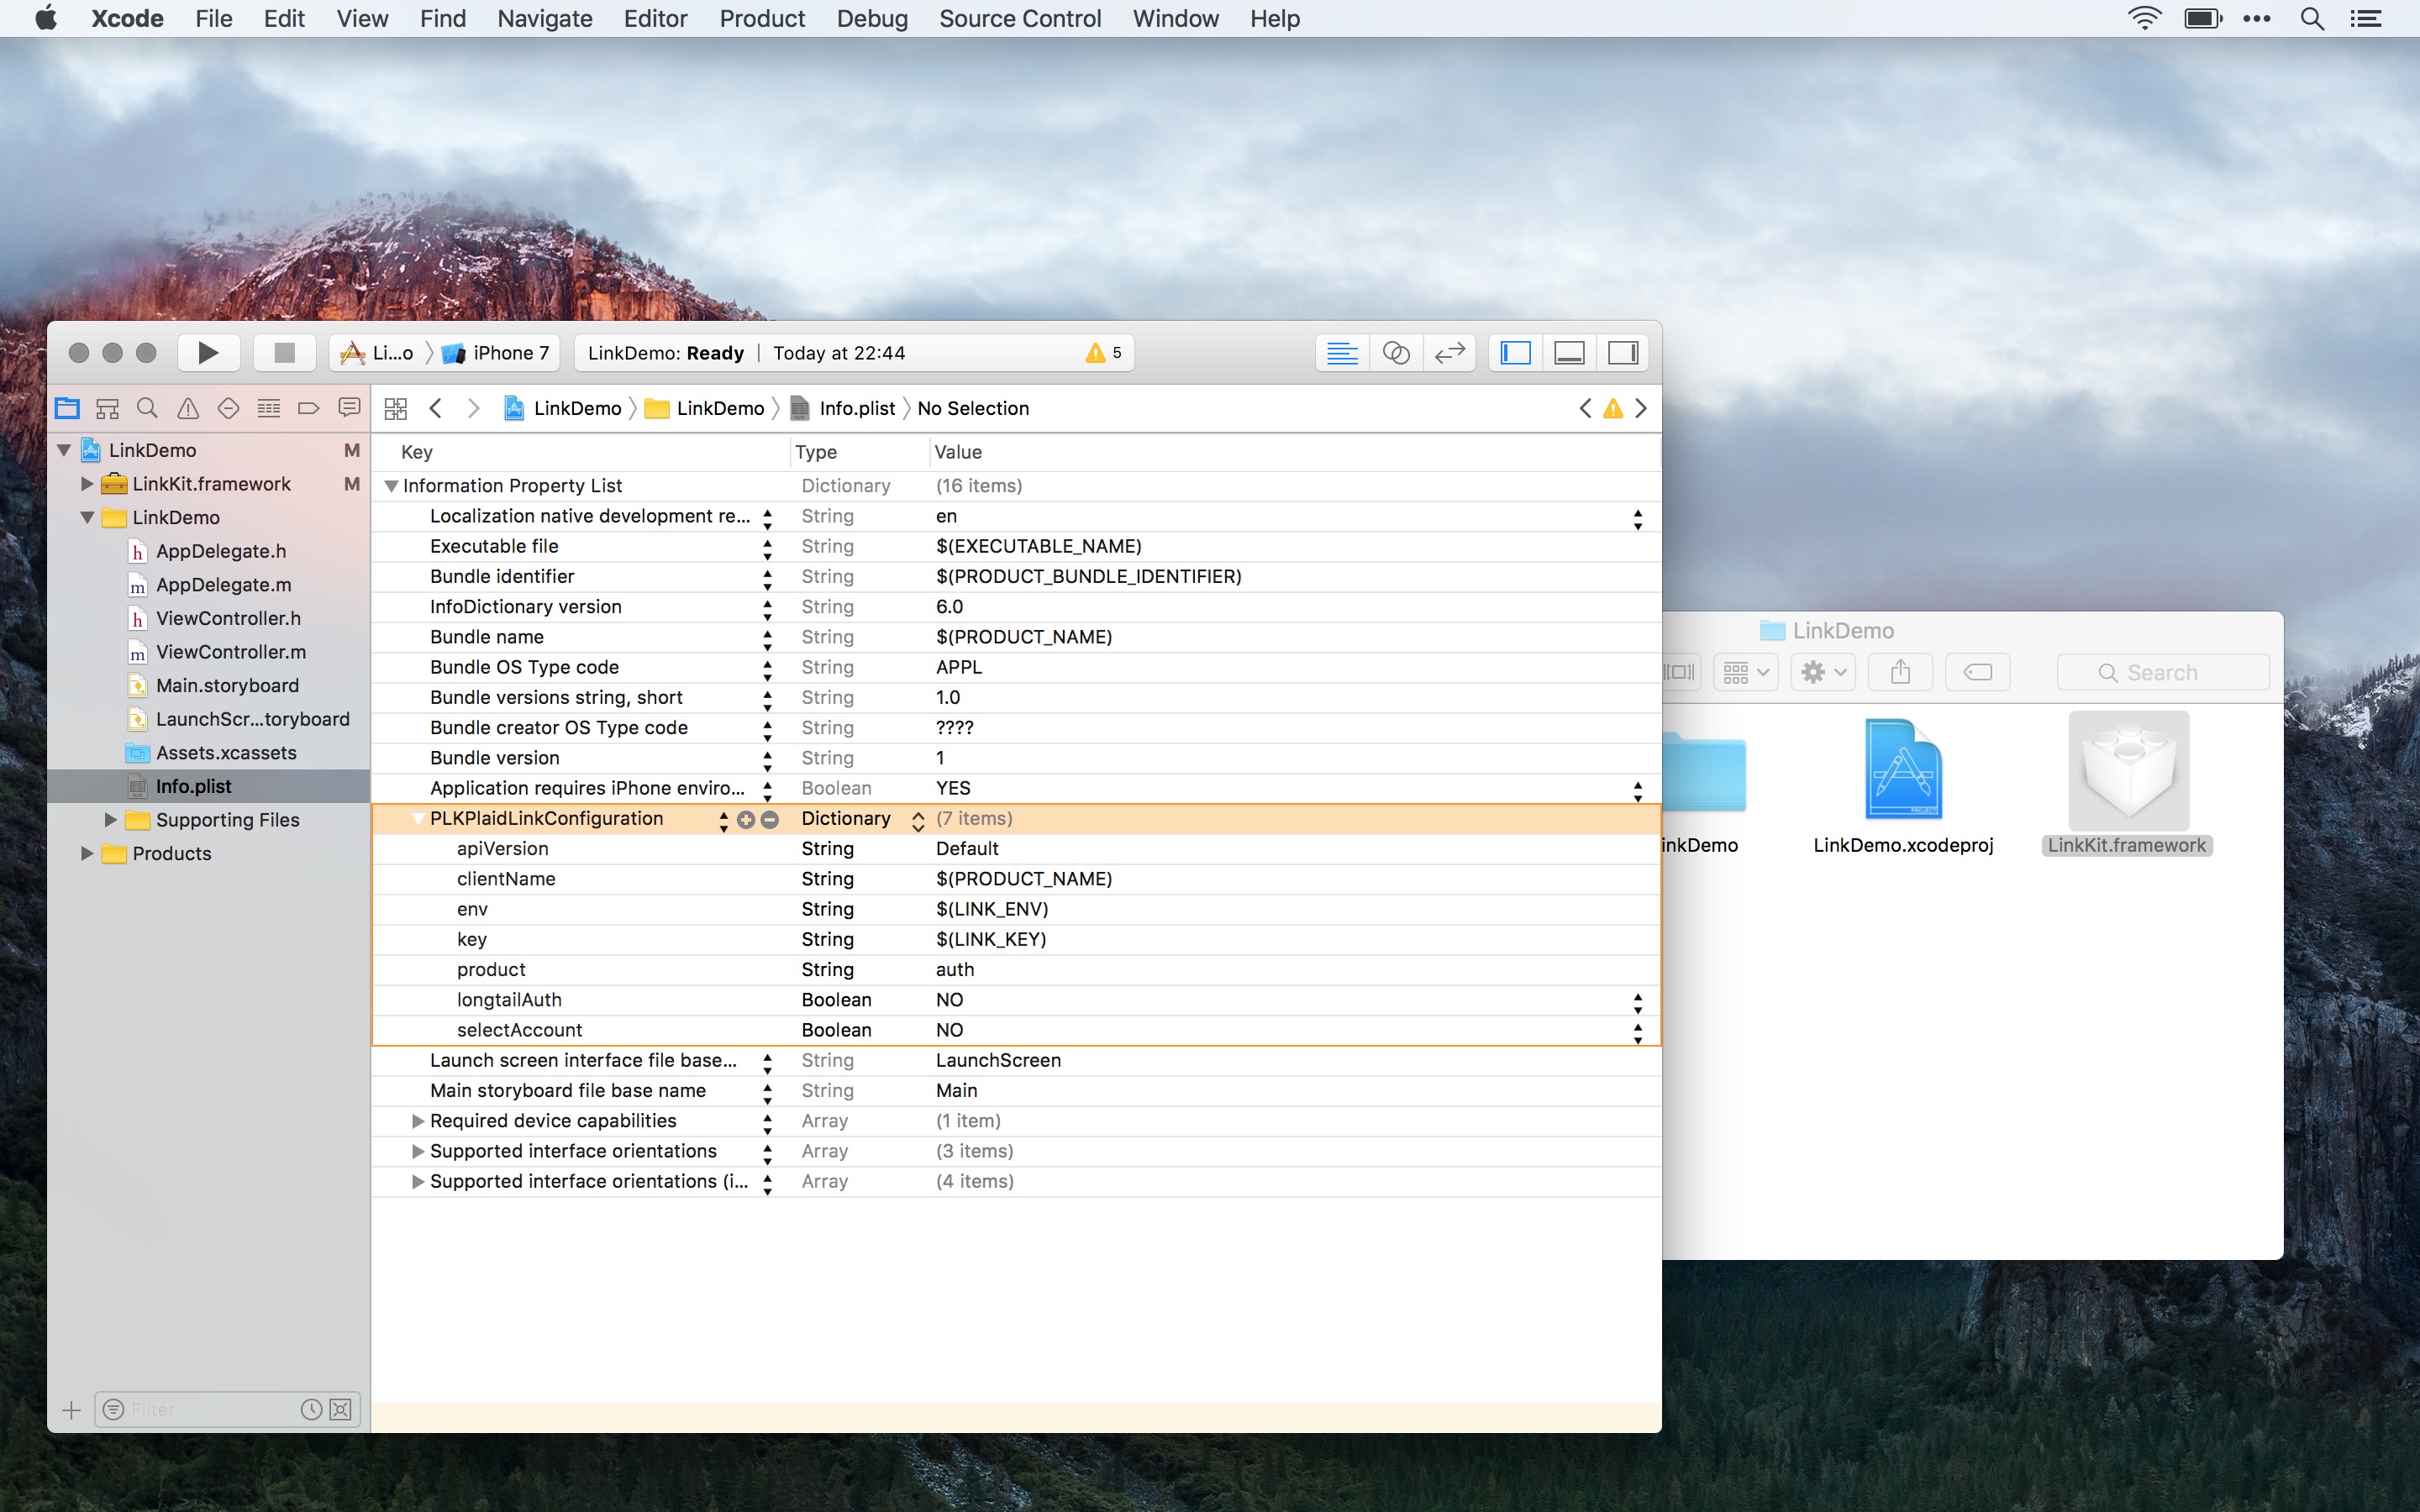 Xcode File Edit View Find Navigate Editor Product Debug Source Control Window Help
Li...o iPhone 7 LinkDemo: Ready | Today at 22:44 5
LinkDemo LinkDemo Info.plist No Selection
LinkDemo M
LinkKit.framework M
LinkDemo
h AppDelegate.h
m AppDelegate.m
h ViewController.h
m ViewController.m
Main.storyboard
LaunchScr...toryboard
Assets.xcassets
Info.plist
Supporting Files
Products
Filter
Key Type Value
Information Property List Dictionary (16 items)
Localization native development re... String en
Executable file String $(EXECUTABLE_NAME)
Bundle identifier String $(PRODUCT_BUNDLE_IDENTIFIER)
InfoDictionary version String 6.0
Bundle name String $(PRODUCT_NAME)
Bundle OS Type code String APPL
Bundle versions string, short String 1.0
Bundle creator OS Type code String ????
Bundle version String 1
Application requires iPhone enviro... Boolean YES
PLKPlaidLinkConfiguration Dictionary (7 items)
apiVersion String Default
clientName String $(PRODUCT_NAME)
env String $(LINK_ENV)
key String $(LINK_KEY)
product String auth
longtailAuth Boolean NO
selectAccount Boolean NO
Launch screen interface file base... String LaunchScreen
Main storyboard file base name String Main
Required device capabilities Array (1 item)
Supported interface orientations Array (3 items)
Supported interface orientations (i... Array (4 items)
LinkDemo
Search
inkDemo LinkDemo.xcodeproj LinkKit.framework
PROJECT